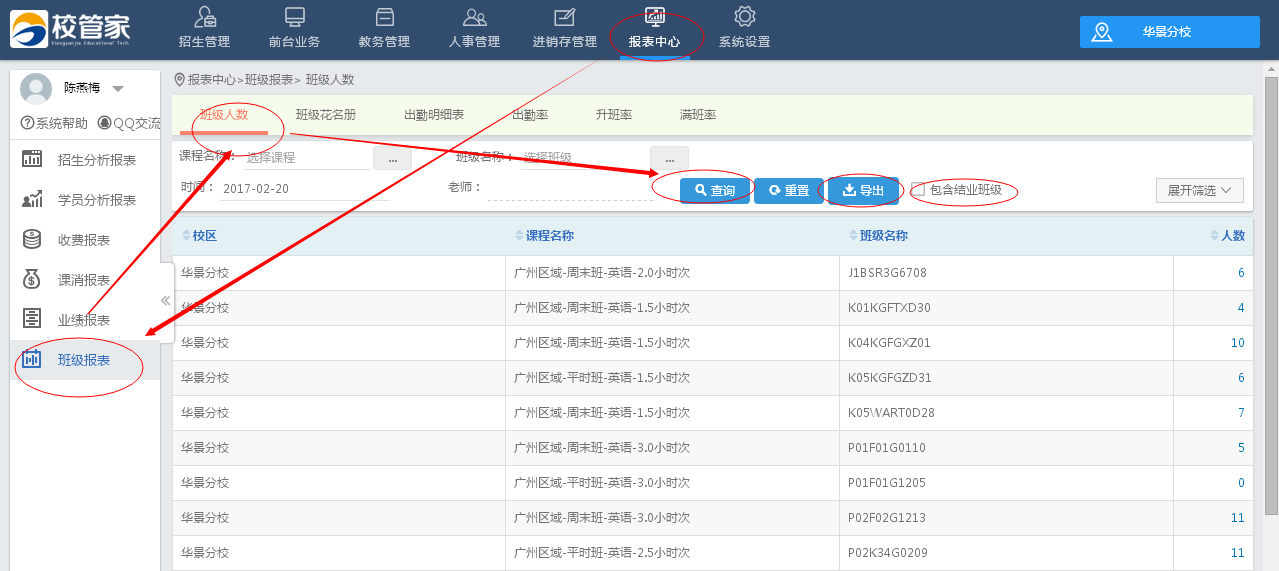 校管家
Xiaoguanjia Educational Tech.
招生管理 前台业务 教务管理 人事管理 进销存管理 报表中心 系统设置
华景分校
陈燕梅
系统帮助 QQ交流
招生分析报表
学员分析报表
收费报表
课消报表
业绩报表
班级报表
报表中心>班级报表> 班级人数
班级人数 班级花名册 出勤明细表 出勤率 升班率 满班率
课程名称： 选择课程 ... 班级名称： 选择班级 ...
时间： 2017-02-20 老师： 查询 重置 导出 包含结业班级 展开筛选
校区 课程名称 班级名称 人数
华景分校 广州区域-周末班-英语-2.0小时次 J1BSR3G6708 6
华景分校 广州区域-周末班-英语-1.5小时次 K01KGFTXD30 4
华景分校 广州区域-周末班-英语-1.5小时次 K04KGFGXZ01 10
华景分校 广州区域-平时班-英语-1.5小时次 K05KGFGZD31 6
华景分校 广州区域-周末班-英语-1.5小时次 K05WART0D28 7
华景分校 广州区域-周末班-英语-3.0小时次 P01F01G0110 5
华景分校 广州区域-平时班-英语-3.0小时次 P01F01G1205 0
华景分校 广州区域-周末班-英语-3.0小时次 P02F02G1213 11
华景分校 广州区域-平时班-英语-2.5小时次 P02K34G0209 11